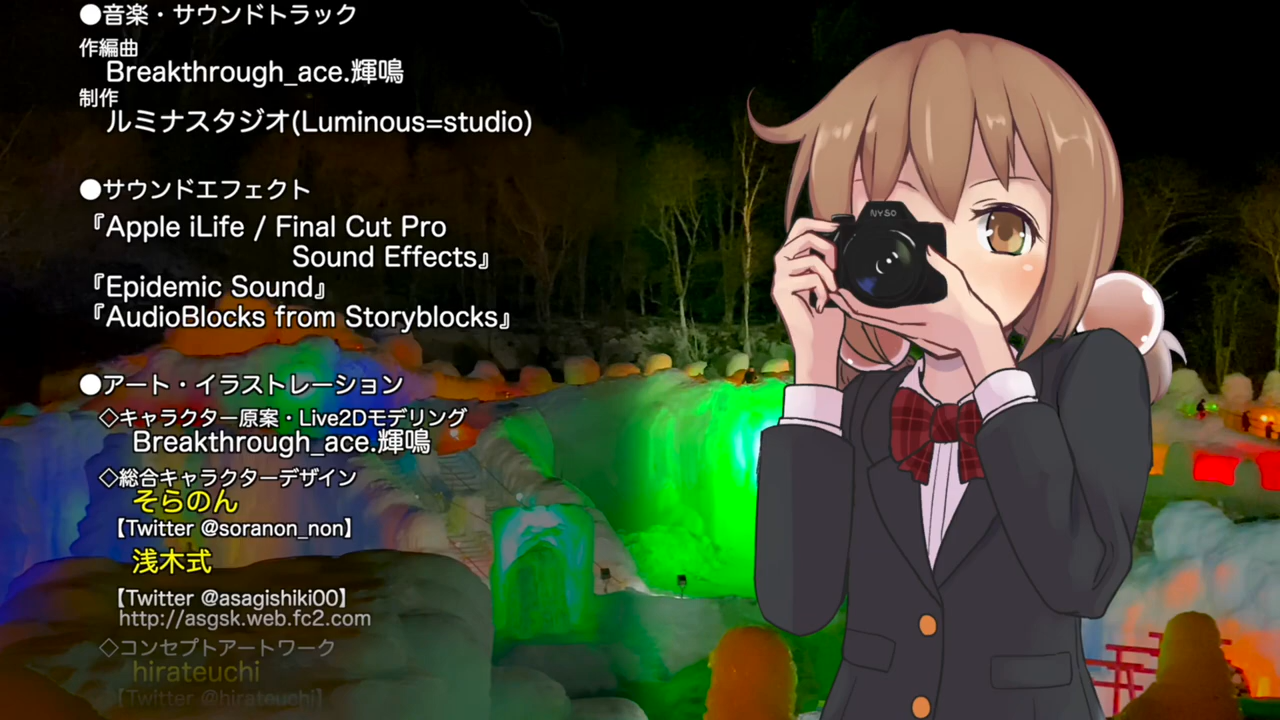 ●音楽・サウンドトラック
作編曲
Breakthrough_ace.輝鳴
制作
ルミナスタジオ(Luminous=studio)
●サウンドエフェクト
『Apple iLife / Final Cut Pro
Sound Effects』
『Epidemic Sound』
『AudioBlocks from Storyblocks』
●アート・イラストレーション
◇キャラクター原案・Live2Dモデリング
Breakthrough_ace.輝鳴
◇総合キャラクターデザイン
そらのん
【Twitter @soranon_non】
浅木式
【Twitter @asagishiki00】
http://asgsk.web.fc2.com
◇コンセプトアートワーク
hirateuchi
【Twitter @hirateuchi】
NYSO